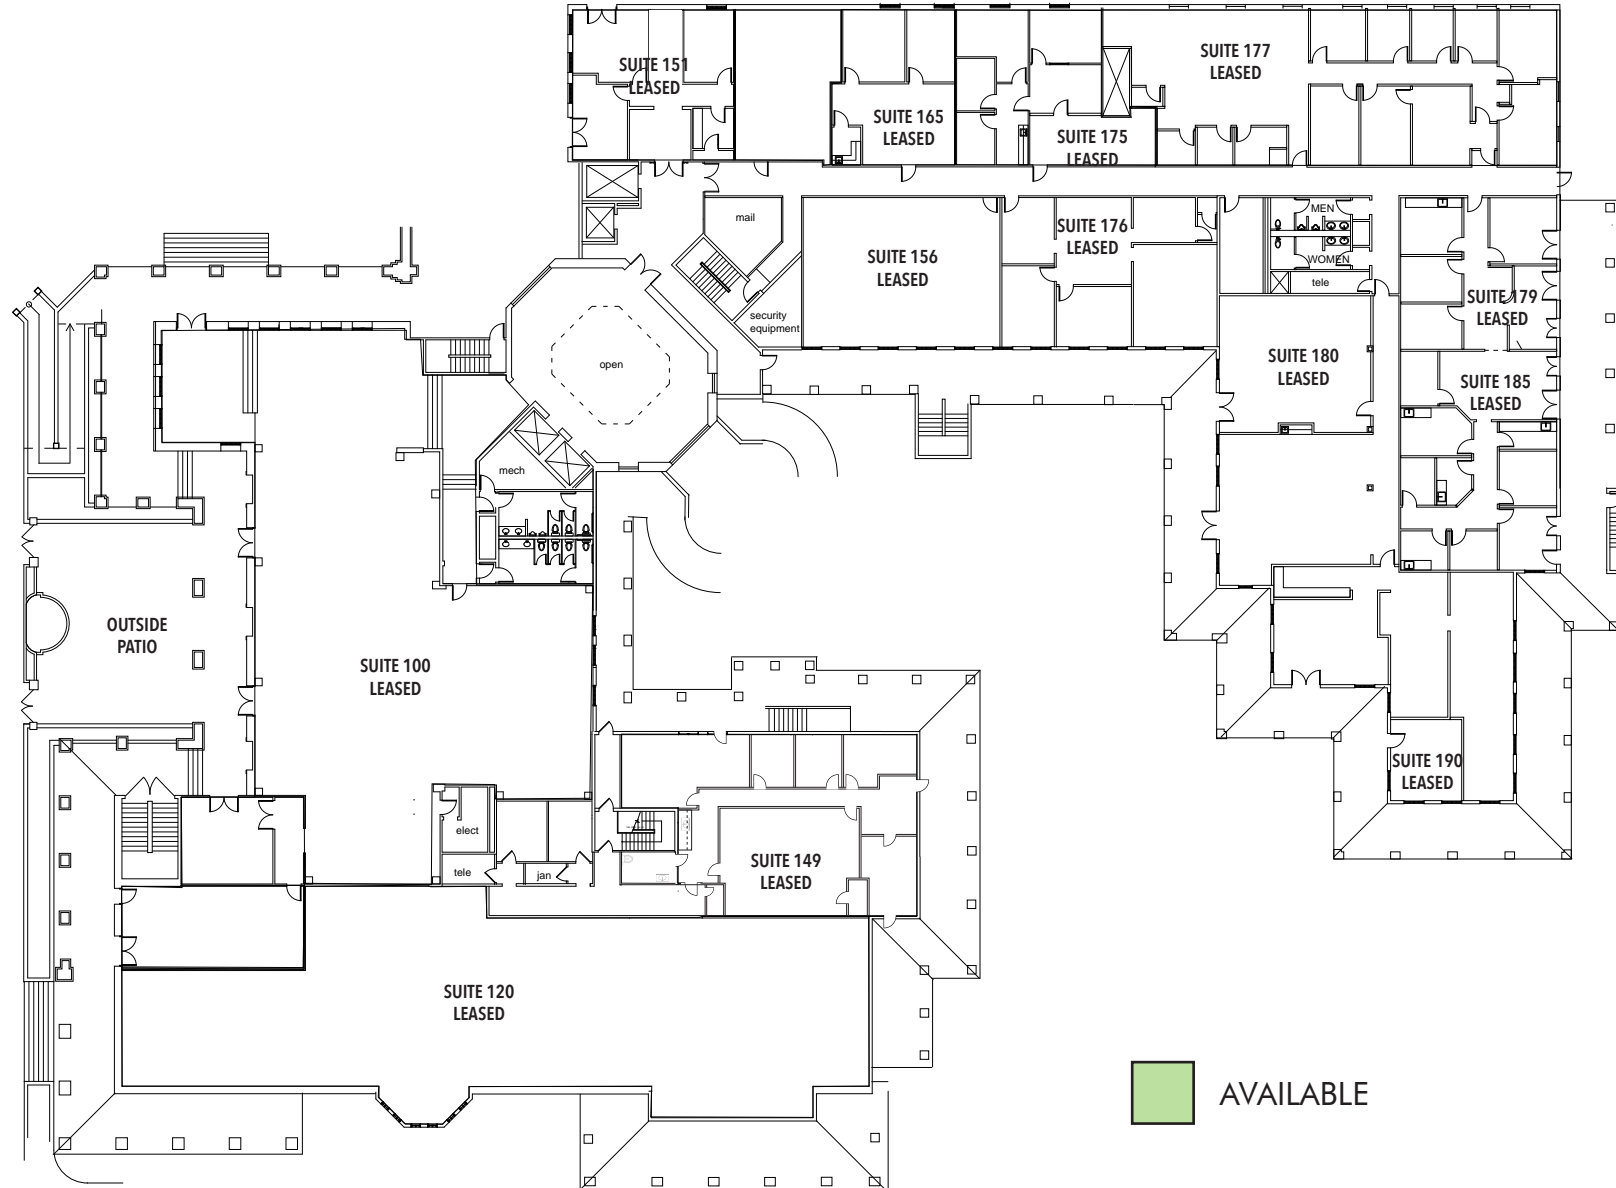 SUITE 151
LEASED
SUITE 177
LEASED
SUITE 165
LEASED
SUITE 175
LEASED
mail
SUITE 156
LEASED
SUITE 176
LEASED
MEN
WOMEN
tele
SUITE 179
LEASED
security
equipment
open
SUITE 180
LEASED
SUITE 185
LEASED
mech
OUTSIDE
PATIO
SUITE 100
LEASED
SUITE 190
LEASED
elect
tele
jan
SUITE 149
LEASED
SUITE 120
LEASED
AVAILABLE